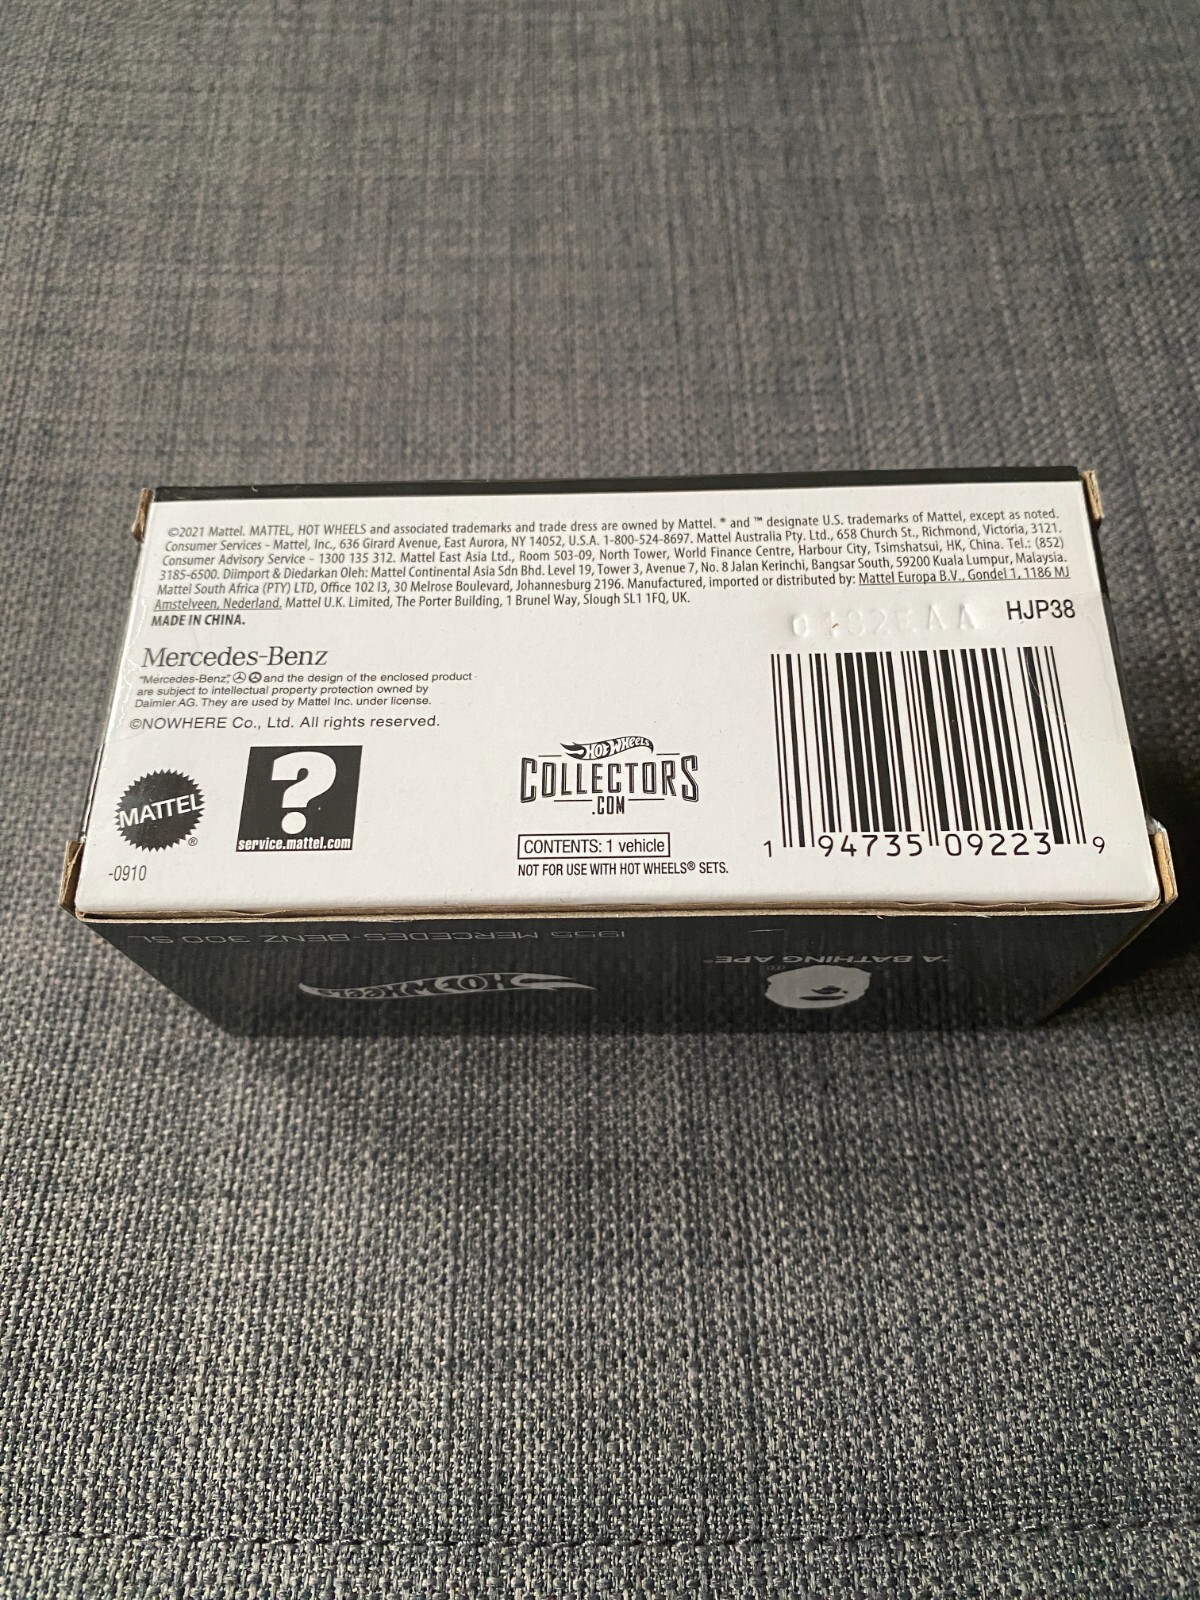 ©2021 Mattel. MATTEL, HOT WHEELS and associated trademarks and trade dress are owned by Mattel. ® and ™ designate U.S. trademarks of Mattel, except as noted.
Consumer Services – Mattel, Inc., 636 Girard Avenue, East Aurora, NY 14052, U.S.A. 1-800-524-8697. Mattel Australia Pty. Ltd., 658 Church St., Richmond, Victoria, 3121.
Consumer Advisory Service – 1300 135 312. Mattel East Asia Ltd., Room 503-09, North Tower, World Finance Centre, Harbour City, Tsimshatsui, HK, China. Tel.: (852)
3185-6500. Diimport & Diedarkan Oleh: Mattel Continental Asia Sdn Bhd. Level 19, Tower 3, Avenue 7, No. 8 Jalan Kerinchi, Bangsar South, 59200 Kuala Lumpur, Malaysia.
Mattel South Africa (PTY) LTD, Office 102 I3, 30 Melrose Boulevard, Johannesburg 2196. Manufactured, imported or distributed by: Mattel Europa B.V., Gondel 1, 1186 MJ
Amstelveen, Nederland. Mattel U.K. Limited, The Porter Building, 1 Brunel Way, Slough SL1 1FQ, UK.
MADE IN CHINA.
HJP38
Mercedes-Benz
"Mercedes-Benz", and the design of the enclosed product
are subject to intellectual property protection owned by
Daimler AG. They are used by Mattel Inc. under license.
©NOWHERE Co., Ltd. All rights reserved.
MATTEL®
?
service.mattel.com
-0910
HOT WHEELS
COLLECTORS
.COM
CONTENTS: 1 vehicle
NOT FOR USE WITH HOT WHEELS® SETS.
1 94735 09223 9
1955 MERCEDES-BENZ 300 SL
HOT WHEELS
"A BATHING APE"